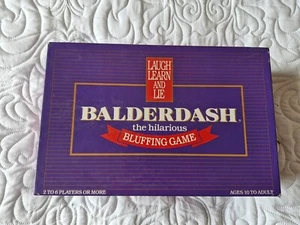 LAUGH
LEARN
AND
LIE
BALDERDASH
the hilarious
BLUFFING GAME
2 TO 6 PLAYERS OR MORE
AGES 10 TO ADULT